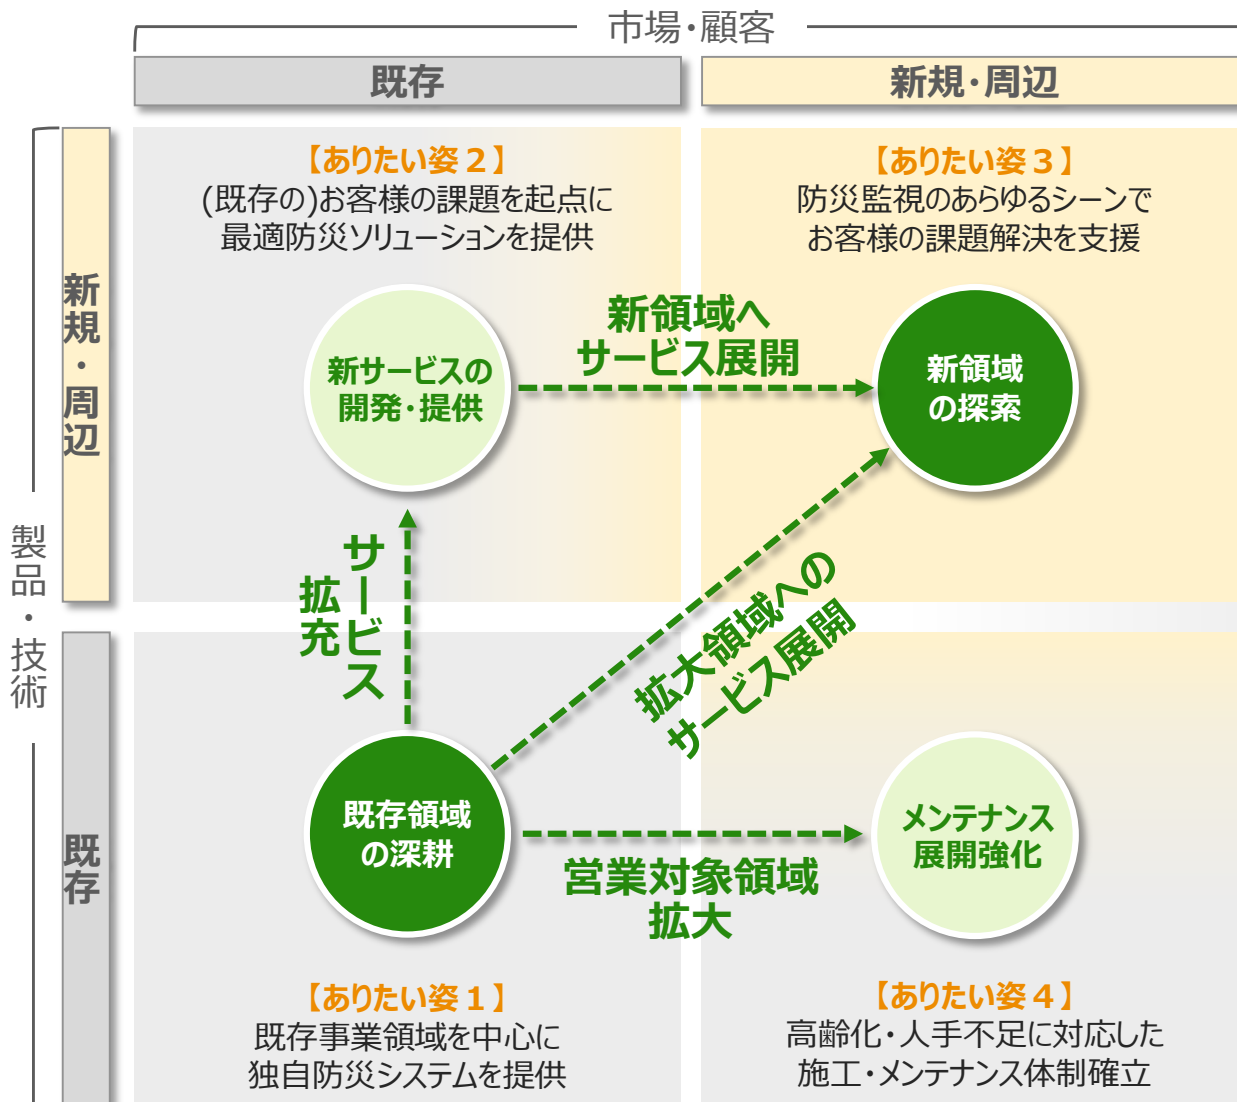 市場・顧客
既存
新規・周辺
製品・技術
新規・周辺
既存
【ありたい姿２】
(既存の)お客様の課題を起点に
最適防災ソリューションを提供
【ありたい姿３】
防災監視のあらゆるシーンで
お客様の課題解決を支援
新サービスの
開発・提供
新領域へ
サービス展開
新領域
の探索
サービス
拡充
拡大領域への
サービス展開
既存領域
の深耕
営業対象領域
拡大
メンテナンス
展開強化
【ありたい姿１】
既存事業領域を中心に
独自防災システムを提供
【ありたい姿４】
高齢化・人手不足に対応した
施工・メンテナンス体制確立